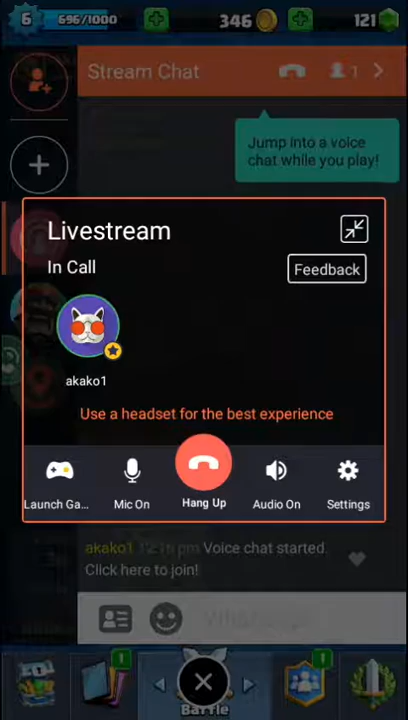 6 696/1000 346 121
Stream Chat 1
Jump into a voice
chat while you play!
Livestream
In Call
Feedback
akako1
Use a headset for the best experience
Launch Ga... Mic On Hang Up Audio On Settings
akako1 12:16 pm Voice chat started.
Click here to join!
1 1
Battle